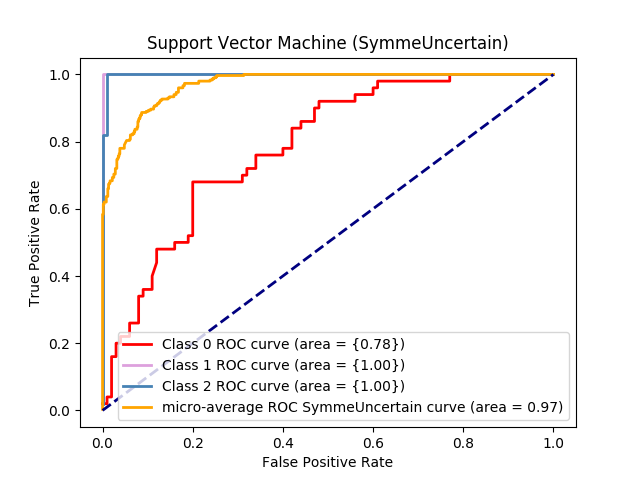 Support Vector Machine (SymmeUncertain)
True Positive Rate
1.0
0.8
0.6
0.4
0.2
0.0
Class 0 ROC curve (area = {0.78})
Class 1 ROC curve (area = {1.00})
Class 2 ROC curve (area = {1.00})
micro-average ROC SymmeUncertain curve (area = 0.97)
0.0 0.2 0.4 0.6 0.8 1.0
False Positive Rate